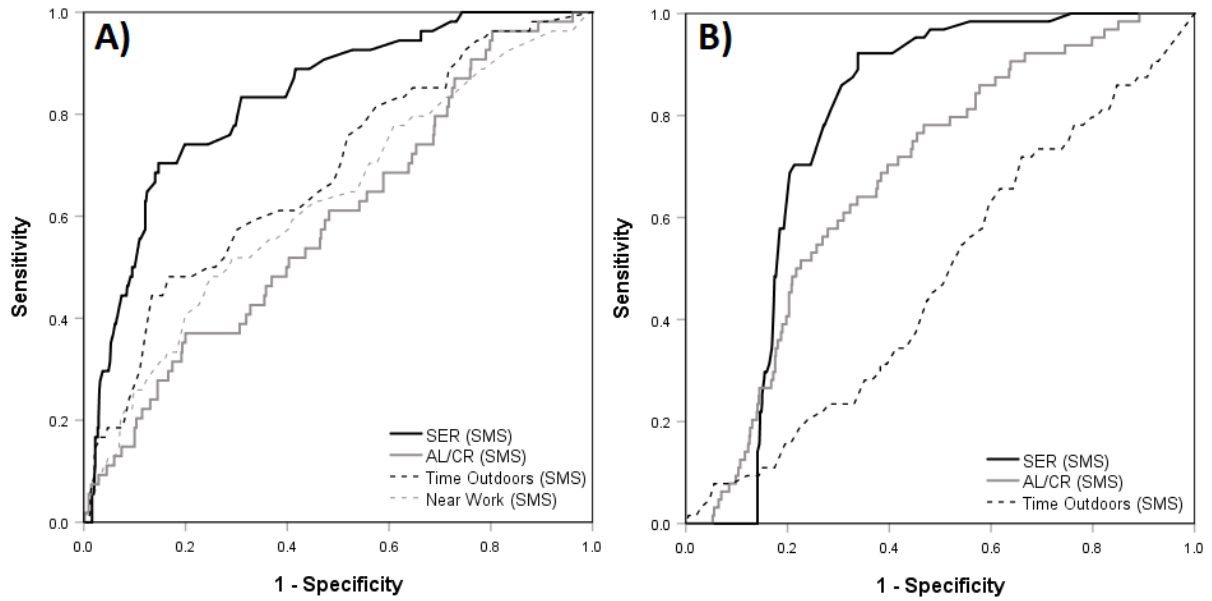 A)
1.0
0.8
0.6
0.4
0.2
0.0
Sensitivity
SER (SMS)
AL/CR (SMS)
Time Outdoors (SMS)
Near Work (SMS)
0.0 0.2 0.4 0.6 0.8 1.0
1 - Specificity
B)
1.0
0.8
0.6
0.4
0.2
0.0
Sensitivity
SER (SMS)
AL/CR (SMS)
Time Outdoors (SMS)
0.0 0.2 0.4 0.6 0.8 1.0
1 - Specificity